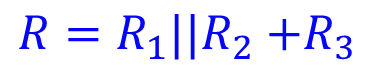 R = R₁||R₂ +R₃